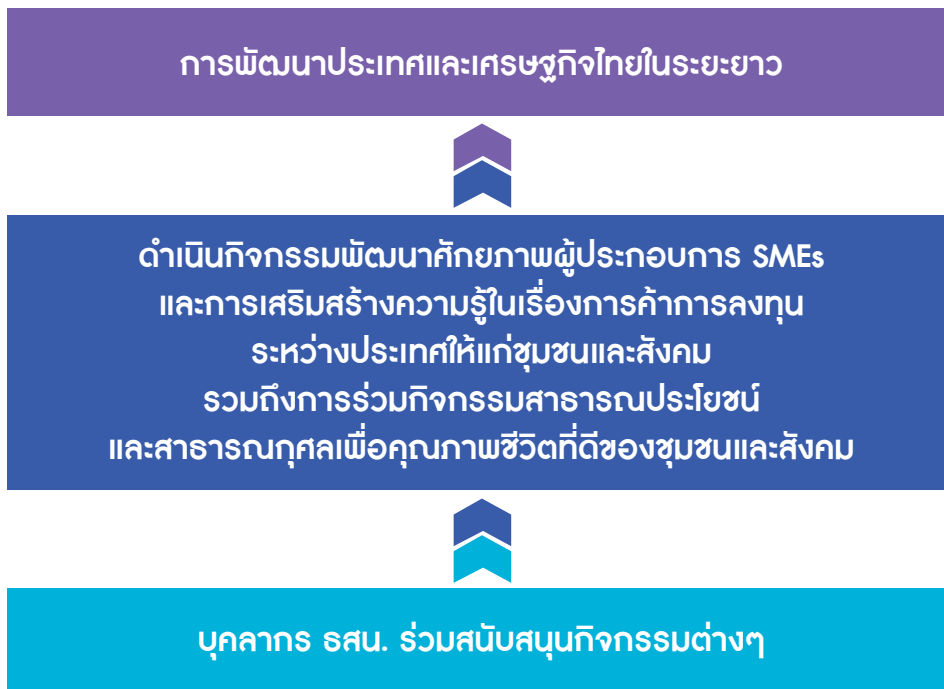 การพัฒนาประเทศและเศรษฐกิจไทยในระยะยาว
ดำเนินกิจกรรมพัฒนาศักยภาพผู้ประกอบการ SMEs
และการเสริมสร้างความรู้ในเรื่องการค้าการลงทุน
ระหว่างประเทศให้แก่ชุมชนและสังคม
รวมถึงการร่วมกิจกรรมสาธารณประโยชน์
และสาธารณกุศลเพื่อคุณภาพชีวิตที่ดีของชุมชนและสังคม
บุคลากร ธสน. ร่วมสนับสนุนกิจกรรมต่างๆ